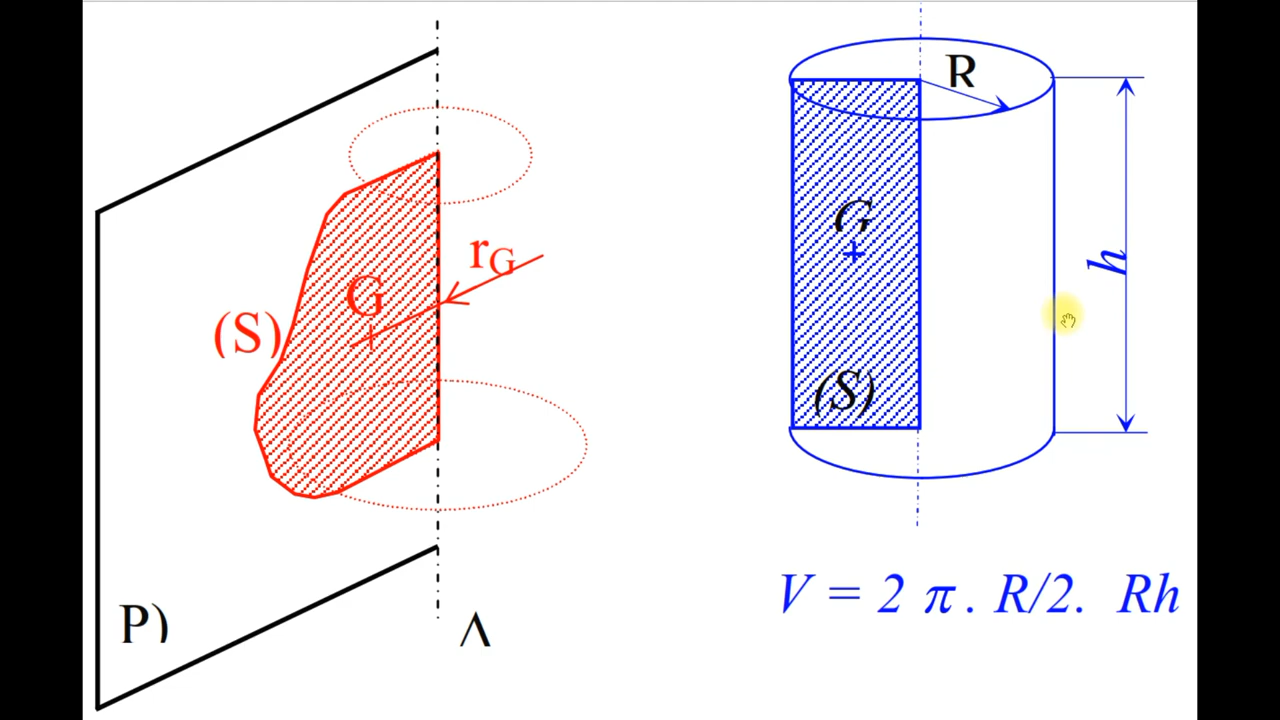 R
G
h
rG
G
(S)
(S)
V = 2 π . R/2. Rh
P)
Λ